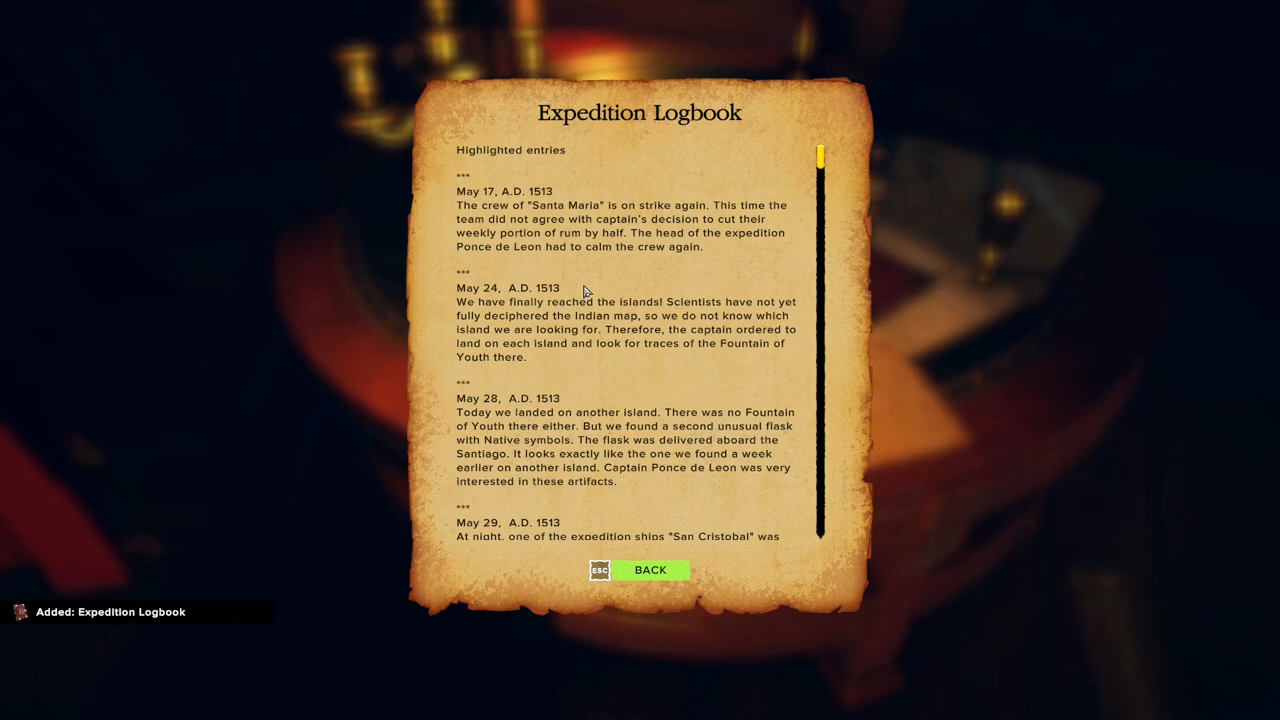 Expedition Logbook
Highlighted entries
***
May 17, A.D. 1513
The crew of "Santa Maria" is on strike again. This time the
team did not agree with captain's decision to cut their
weekly portion of rum by half. The head of the expedition
Ponce de Leon had to calm the crew again.
***
May 24,  A.D. 1513
We have finally reached the islands! Scientists have not yet
fully deciphered the Indian map, so we do not know which
island we are looking for. Therefore, the captain ordered to
land on each island and look for traces of the Fountain of
Youth there.
***
May 28,  A.D. 1513
Today we landed on another island. There was no Fountain
of Youth there either. But we found a second unusual flask
with Native symbols. The flask was delivered aboard the
Santiago. It looks exactly like the one we found a week
earlier on another island. Captain Ponce de Leon was very
interested in these artifacts.
***
May 29,  A.D. 1513
At night, one of the expedition ships "San Cristobal" was
ESC BACK
Added: Expedition Logbook